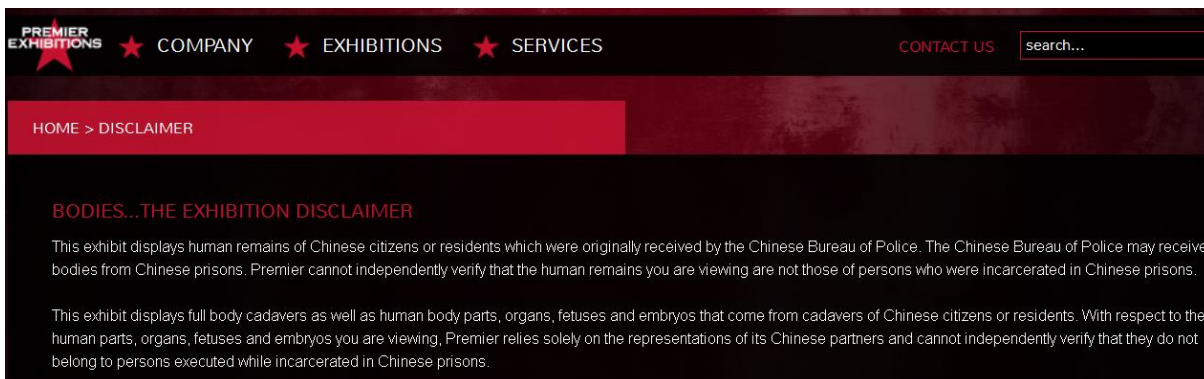 PREMIER
EXHIBITIONS
COMPANY
EXHIBITIONS
SERVICES
CONTACT US
search...
HOME > DISCLAIMER
BODIES...THE EXHIBITION DISCLAIMER
This exhibit displays human remains of Chinese citizens or residents which were originally received by the Chinese Bureau of Police. The Chinese Bureau of Police may receive
bodies from Chinese prisons. Premier cannot independently verify that the human remains you are viewing are not those of persons who were incarcerated in Chinese prisons.
This exhibit displays full body cadavers as well as human body parts, organs, fetuses and embryos that come from cadavers of Chinese citizens or residents. With respect to the
human parts, organs, fetuses and embryos you are viewing, Premier relies solely on the representations of its Chinese partners and cannot independently verify that they do not
belong to persons executed while incarcerated in Chinese prisons.